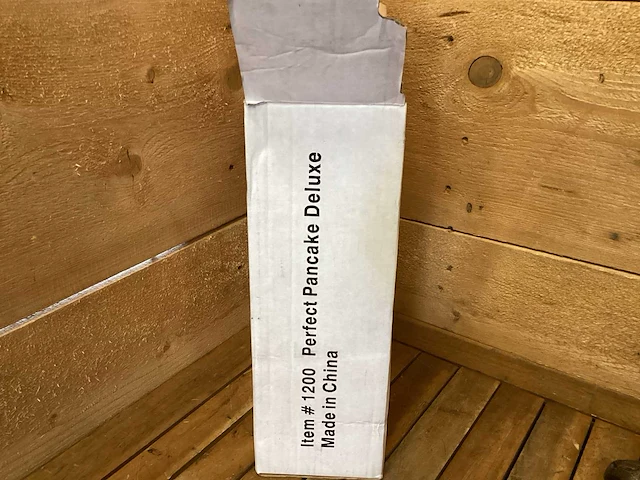 Item # 1200 Perfect Pancake Deluxe
Made in China